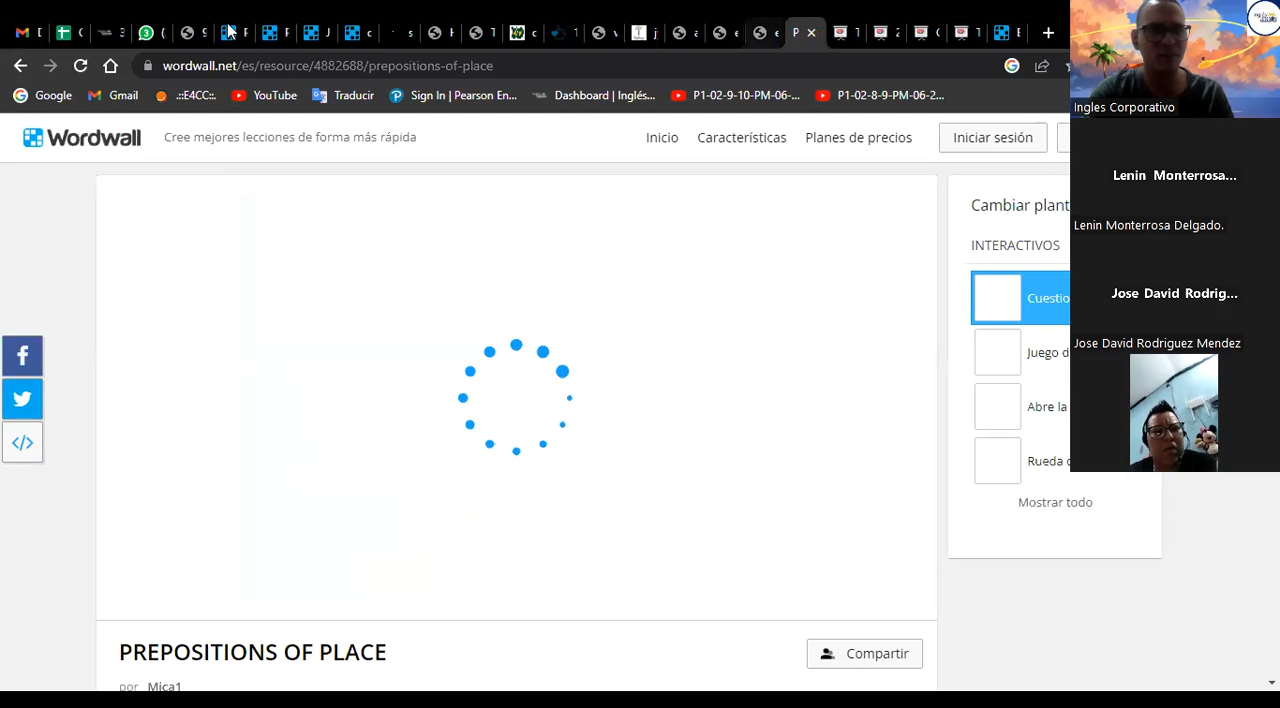 wordwall.net/es/resource/4882688/prepositions-of-place
Google
Gmail
.::E4CC::.
YouTube
Traducir
Sign In | Pearson En...
Dashboard | Inglés...
P1-02-9-10-PM-06-...
P1-02-8-9-PM-06-2...
Wordwall
Cree mejores lecciones de forma más rápida
Inicio
Características
Planes de precios
Iniciar sesión
Cambiar plant
INTERACTIVOS
Cuestio
Juego d
Abre la
Rueda
Mostrar todo
PREPOSITIONS OF PLACE
Compartir
por Mica1
Ingles Corporativo
Lenin Monterrosa...
Lenin Monterrosa Delgado.
Jose David Rodrig...
Jose David Rodriguez Mendez